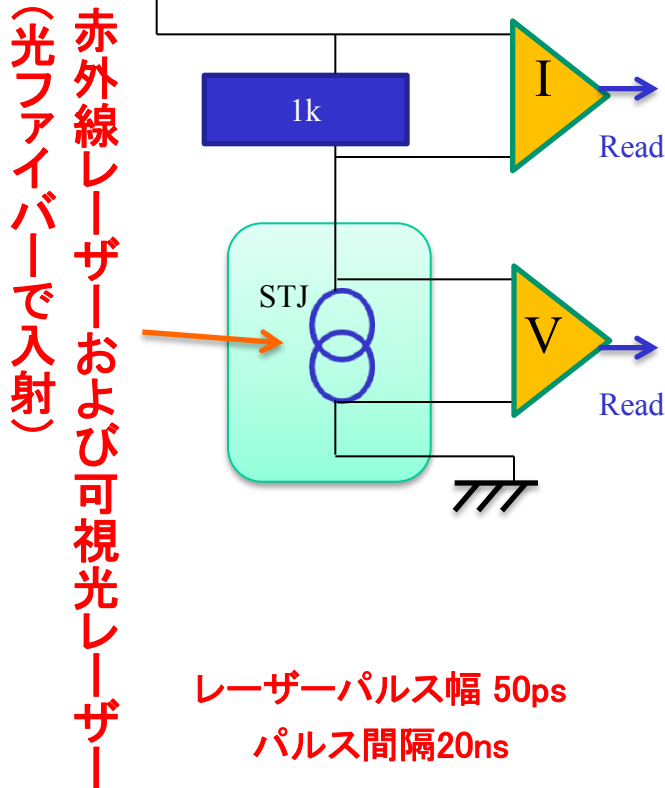 赤外線レーザーおよび可視光レーザー
（光ファイバーで入射）
1k
I
Read
STJ
V
Read
レーザーパルス幅 50ps
パルス間隔20ns